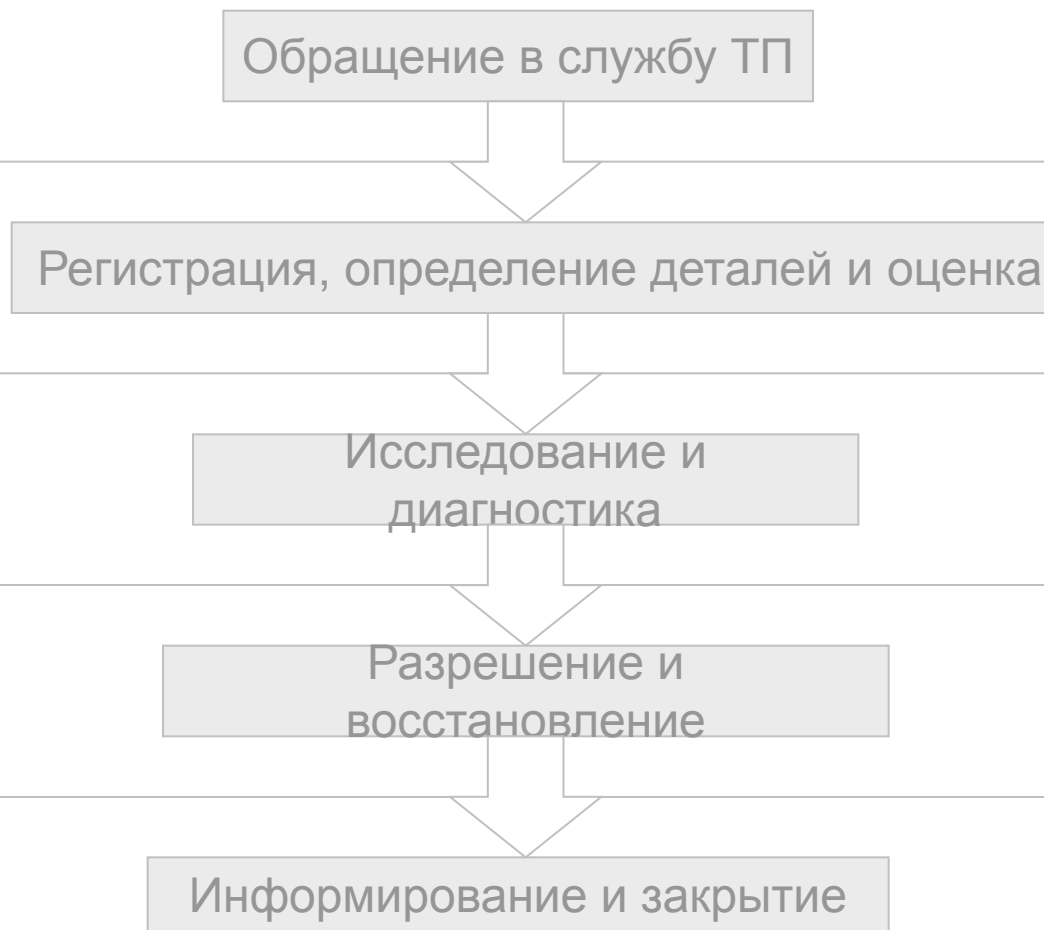 Обращение в службу ТП
Регистрация, определение деталей и оценка
Исследование и
диагностика
Разрешение и
восстановление
Информирование и закрытие